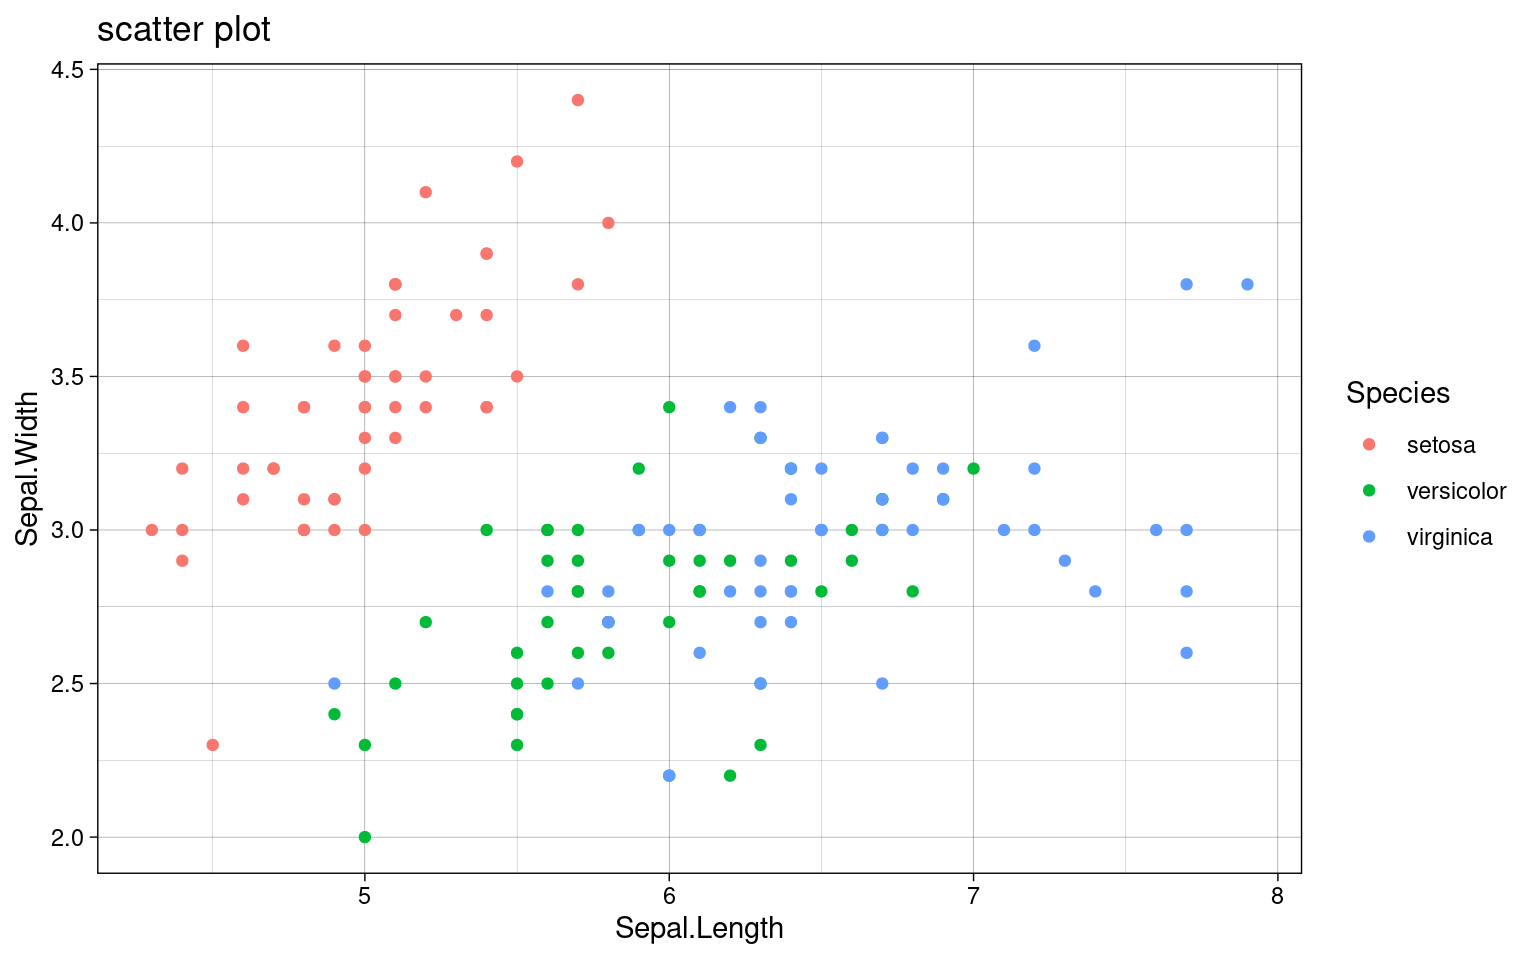 scatter plot
4.5
4.0
3.5
3.0
2.5
2.0
Sepal.Width
5 6 7 8
Sepal.Length
Species
setosa
versicolor
virginica